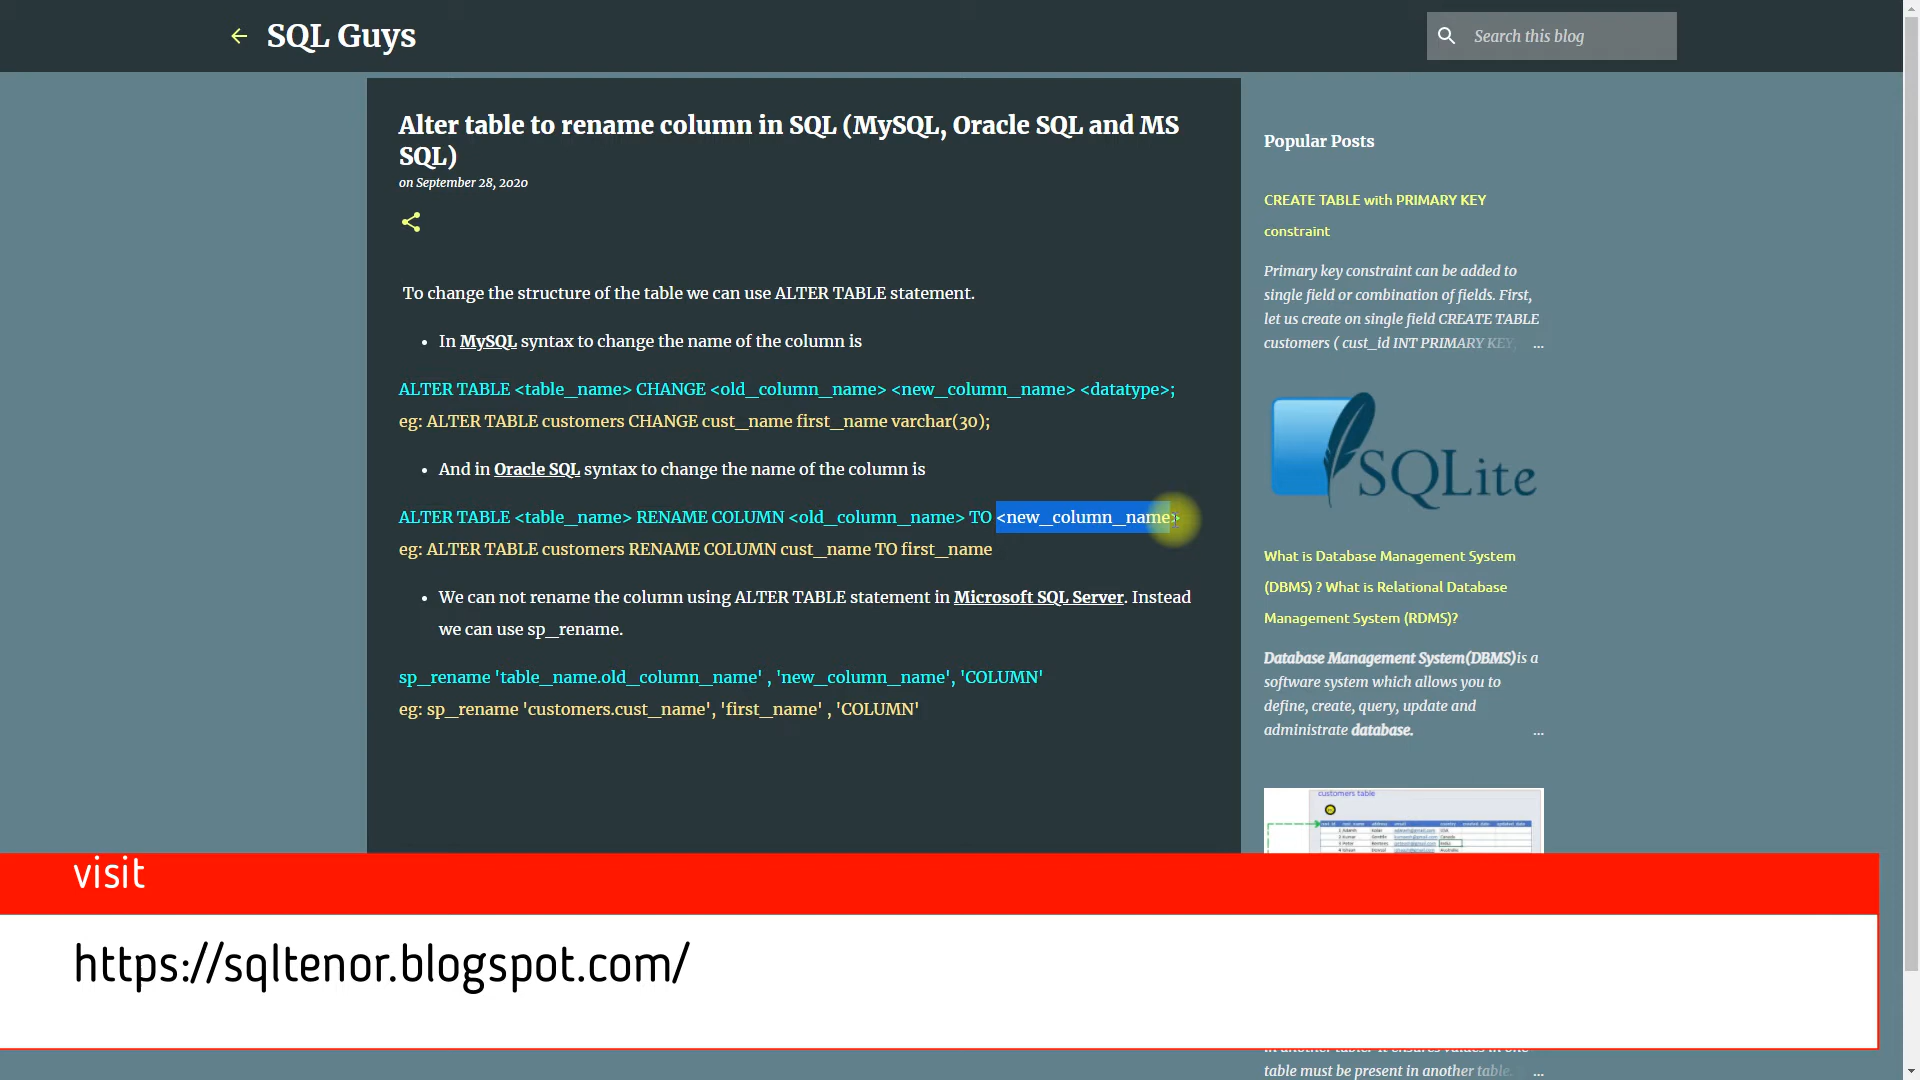 SQL Guys
Search this blog
Alter table to rename column in SQL (MySQL, Oracle SQL and MS
SQL)
on September 28, 2020
To change the structure of the table we can use ALTER TABLE statement.
• In MySQL syntax to change the name of the column is
ALTER TABLE <table_name> CHANGE <old_column_name> <new_column_name> <datatype>;
eg: ALTER TABLE customers CHANGE cust_name first_name varchar(30);
• And in Oracle SQL syntax to change the name of the column is
ALTER TABLE <table_name> RENAME COLUMN <old_column_name> TO <new_column_name>
eg: ALTER TABLE customers RENAME COLUMN cust_name TO first_name
• We can not rename the column using ALTER TABLE statement in Microsoft SQL Server. Instead
we can use sp_rename.
sp_rename 'table_name.old_column_name' , 'new_column_name', 'COLUMN'
eg: sp_rename 'customers.cust_name', 'first_name' , 'COLUMN'
Popular Posts
CREATE TABLE with PRIMARY KEY
constraint
Primary key constraint can be added to
single field or combination of fields. First,
let us create on single field CREATE TABLE
customers ( cust_id INT PRIMARY KEY, ...
SQLite
What is Database Management System
(DBMS) ? What is Relational Database
Management System (RDMS)?
Database Management System(DBMS)is a
software system which allows you to
define, create, query, update and
administrate database. ...
customers table
table must be present in another table. ...
visit
https://sqltenor.blogspot.com/